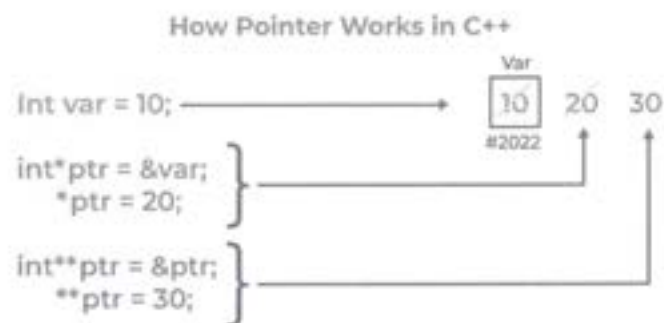 How Pointer Works in C++
Var
int var = 10; 10 20 30
#2022
int*ptr = &var;
*ptr = 20;
int**ptr = &ptr;
**ptr = 30;